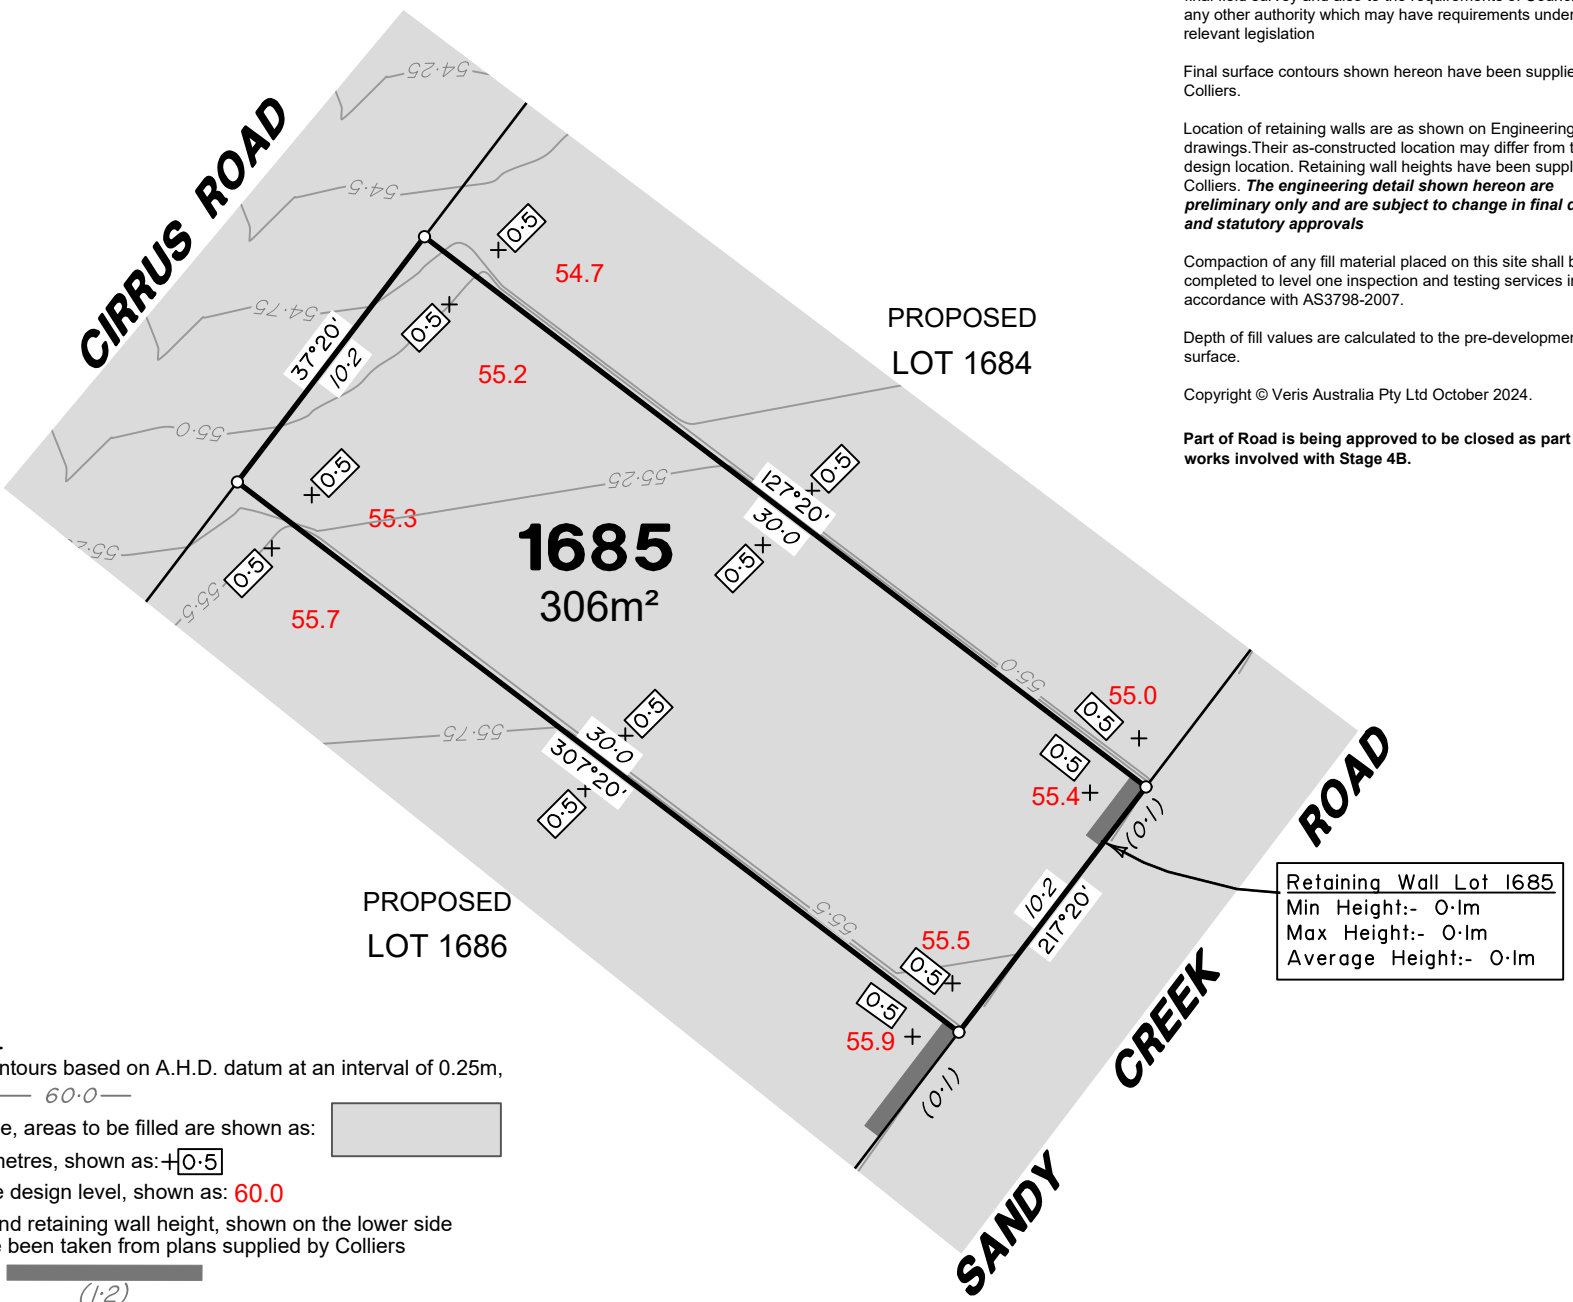 any other authority which may have requirements under
relevant legislation
Final surface contours shown hereon have been
Colliers.
Location of retaining walls are as shown on Engineering
drawings.Their as-constructed location may differ from
design location. Retaining wall heights have been
Colliers. The engineering detail shown hereon are
preliminary only and are subject to change in final
and statutory approvals
Compaction of any fill material placed on this site shall
completed to level one inspection and testing services
accordance with AS3798-2007.
Depth of fill values are calculated to the
surface.
Copyright © Veris Australia Pty Ltd October 2024.
Part of Road is being approved to be closed as part
works involved with Stage 4B.
CIRRUS ROAD
54·25
54·5
54·75
55·0
55·5
55·25
0·5
54.7
0·5
55.2
37°20'
10·2
PROPOSED
LOT 1684
0·5
55.3
0·5
55.7
1685
306m²
127°20'
30·0
0·5
0·5
55·0
55.0
0·5
0·5
55.4
(0·1)
55·75
30·0
307°20'
0·5
0·5
PROPOSED
LOT 1686
55·5
55.5
0·5
0·5
55.9
(0·1)
10·2
217°20'
SANDY CREEK ROAD
Retaining Wall Lot 1685
Min Height:- 0·1m
Max Height:- 0·1m
Average Height:- 0·1m
based on A.H.D. datum at an interval of 0.25m,
60·0
areas to be filled are shown as:
shown as: + 0·5
design level, shown as: 60.0
retaining wall height, shown on the lower side
been taken from plans supplied by Colliers
(1·2)